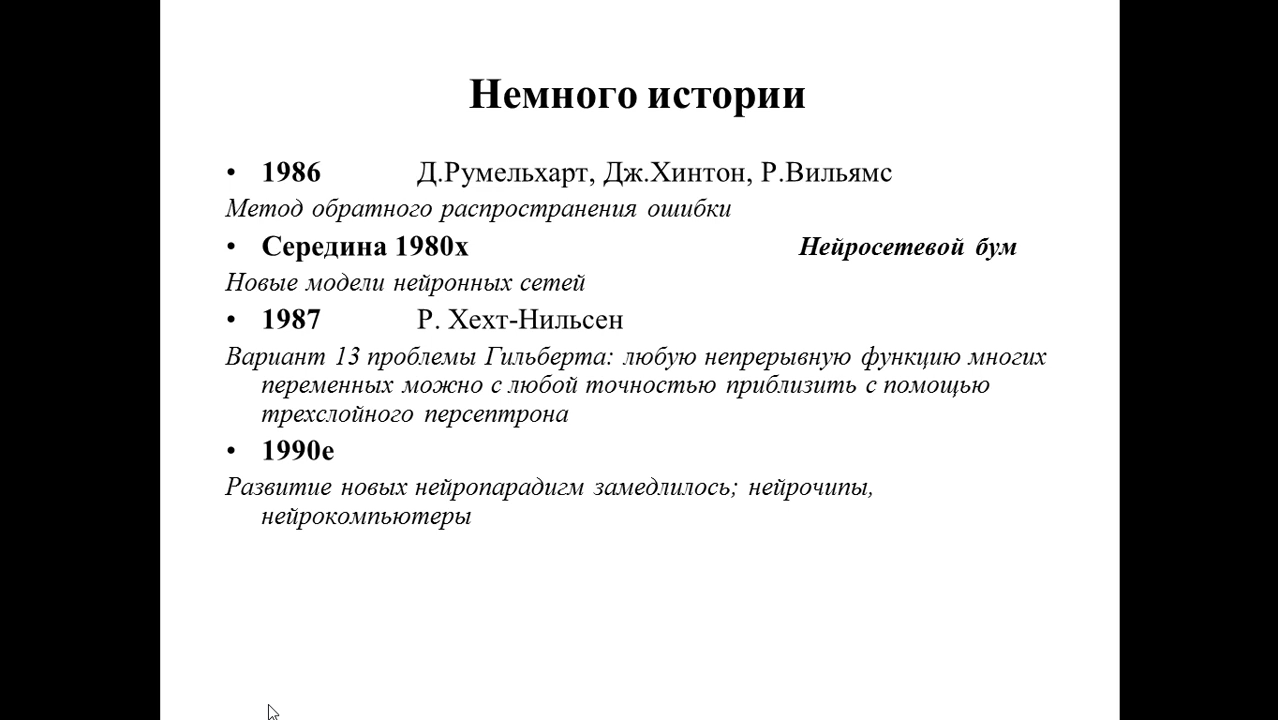 Немного истории
• 1986 Д.Румельхарт, Дж.Хинтон, Р.Вильямс
Метод обратного распространения ошибки
• Середина 1980х Нейросетевой бум
Новые модели нейронных сетей
• 1987 Р. Хехт-Нильсен
Вариант 13 проблемы Гильберта: любую непрерывную функцию многих
переменных можно с любой точностью приблизить с помощью
трехслойного персептрона
• 1990е
Развитие новых нейропарадигм замедлилось; нейрочипы,
нейрокомпьютеры